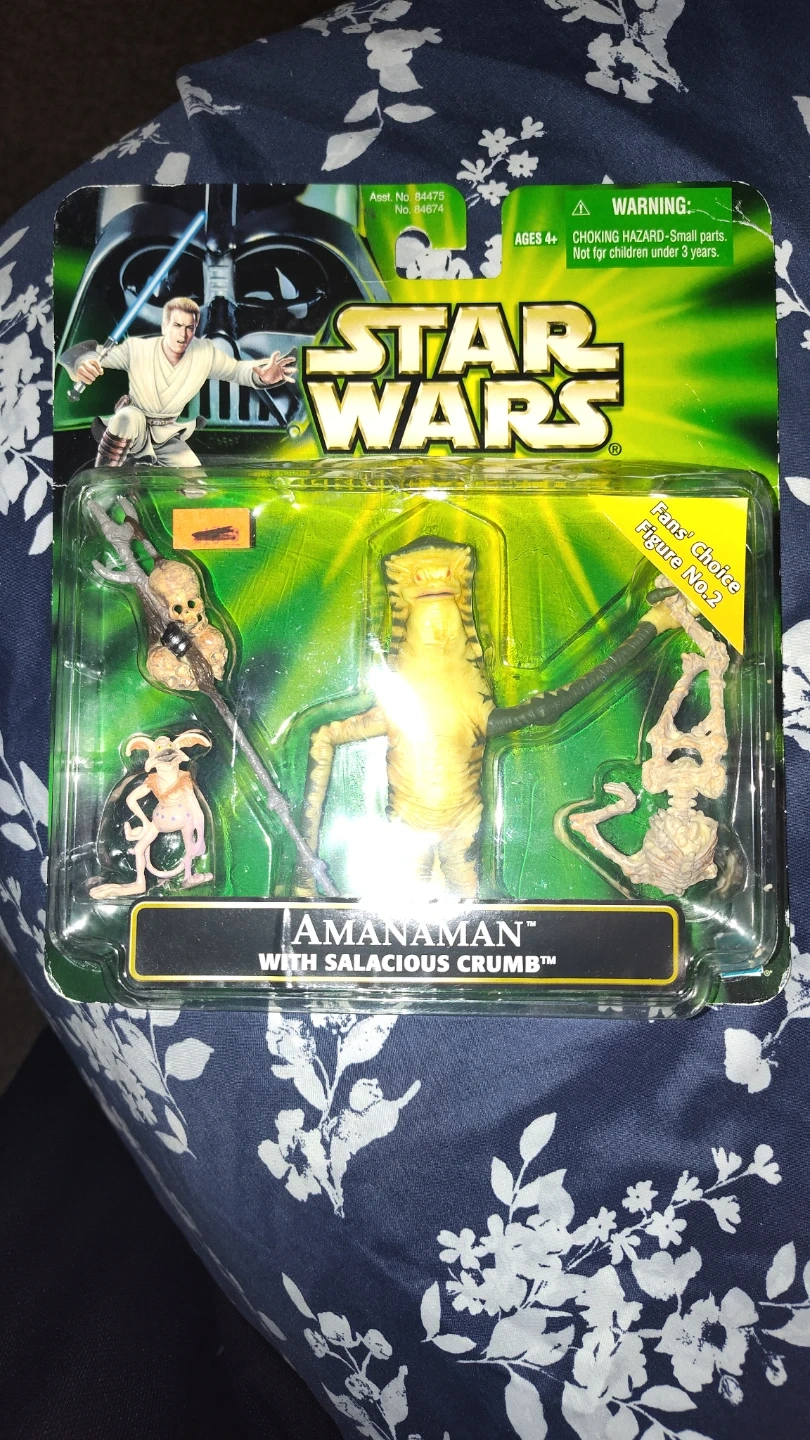 Asst. No. 84475
No. 84674
AGES 4+
⚠ WARNING:
CHOKING HAZARD-Small parts.
Not for children under 3 years.
STAR
WARS®
Fans' Choice
Figure No.2
AMANAMAN™
WITH SALACIOUS CRUMB™